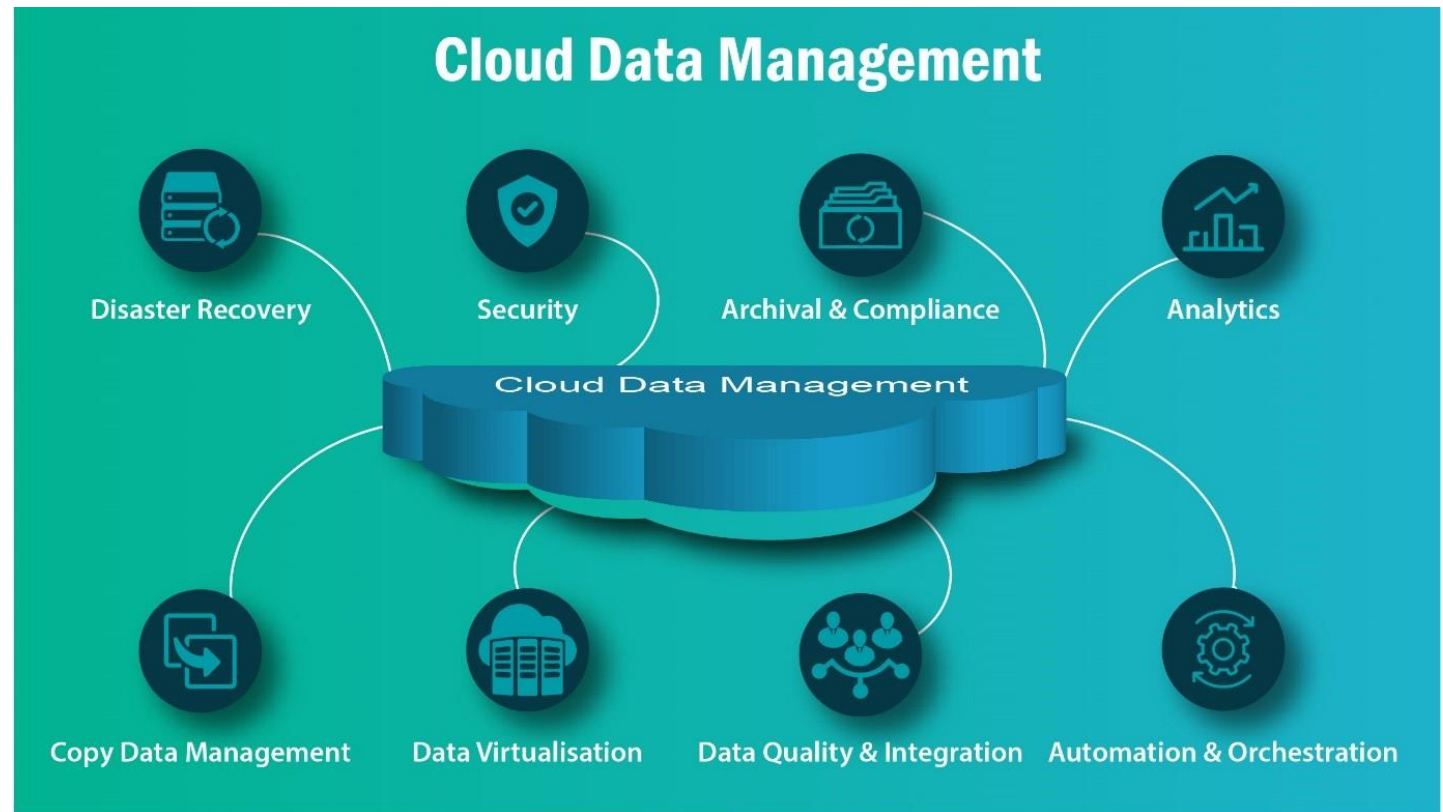 Cloud Data Management
Disaster Recovery
Security
Archival & Compliance
Analytics
Cloud Data Management
Copy Data Management
Data Virtualisation
Data Quality & Integration
Automation & Orchestration